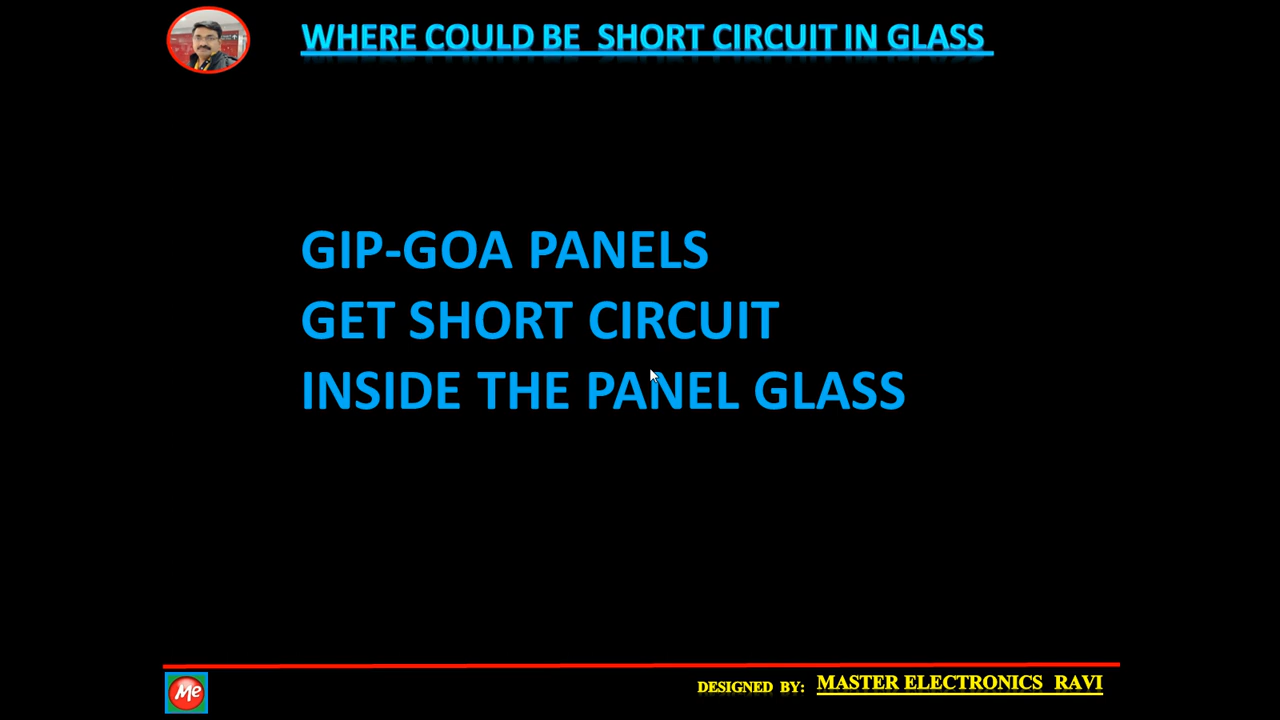 WHERE COULD BE SHORT CIRCUIT IN GLASS
GIP-GOA PANELS
GET SHORT CIRCUIT
INSIDE THE PANEL GLASS
Me
DESIGNED BY: MASTER ELECTRONICS RAVI